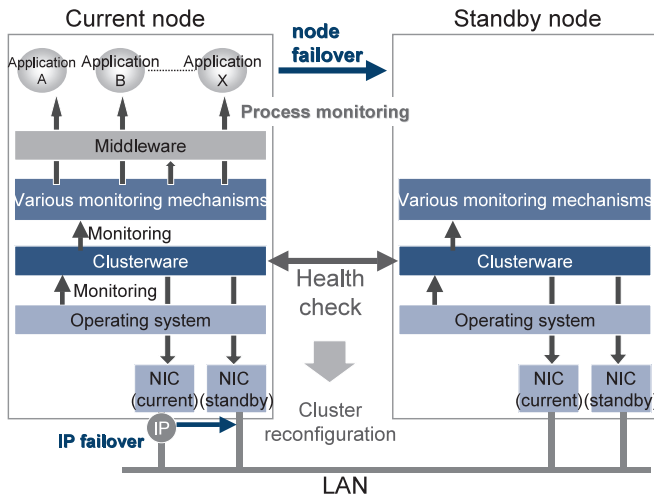 Current node
node
failover
Standby node
Application
A
Application
B
Application
X
Process monitoring
Middleware
Various monitoring mechanisms
Various monitoring mechanisms
Monitoring
Clusterware
Clusterware
Health
check
Monitoring
Operating system
Operating system
NIC
(current)
NIC
(standby)
NIC
(current)
NIC
(standby)
Cluster
reconfiguration
IP
IP failover
LAN